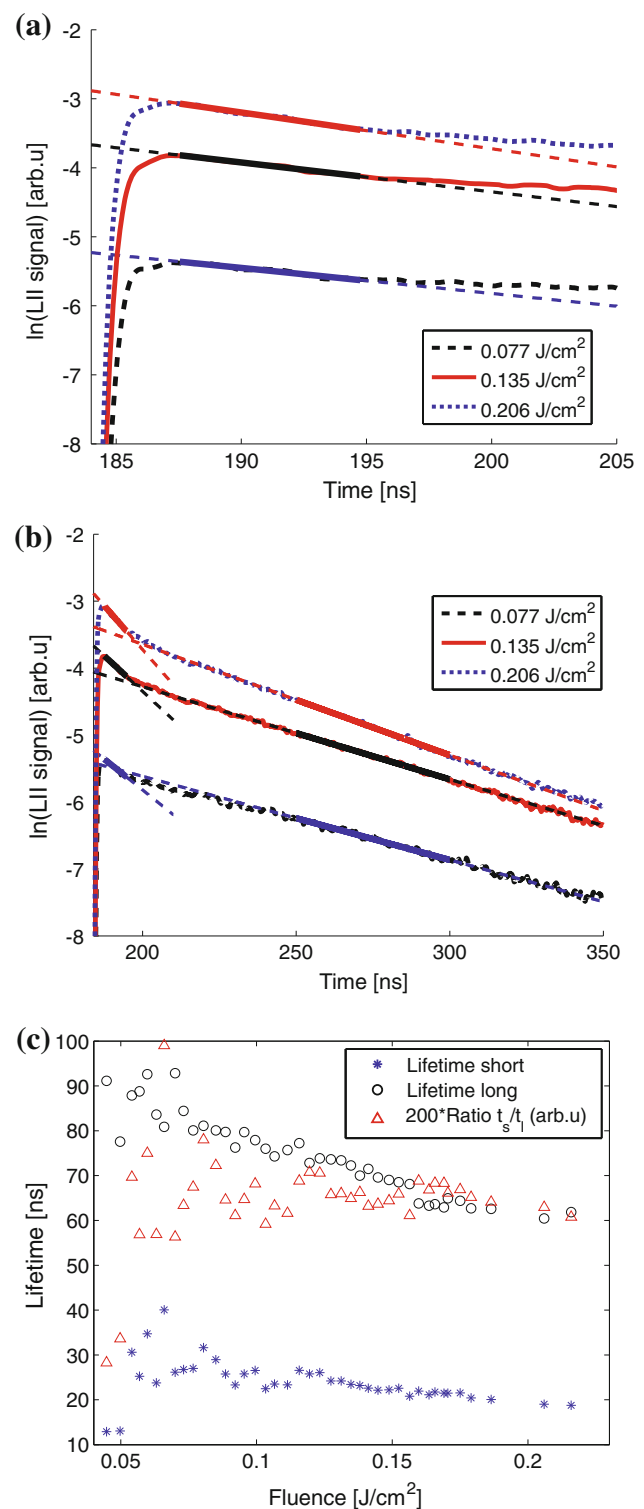 (a)
-2
-3
-4
-5
-6
-7
-8
ln(LII signal) [arb.u]
0.077 J/cm²
0.135 J/cm²
0.206 J/cm²
185 190 195 200 205
Time [ns]
(b)
-2
-3
-4
-5
-6
-7
-8
ln(LII signal) [arb.u]
0.077 J/cm²
0.135 J/cm²
0.206 J/cm²
200 250 300 350
Time [ns]
(c)
100
90
80
70
60
50
40
30
20
10
Lifetime [ns]
Lifetime short
Lifetime long
200*Ratio t_s/t_l (arb.u)
0.05 0.1 0.15 0.2
Fluence [J/cm²]